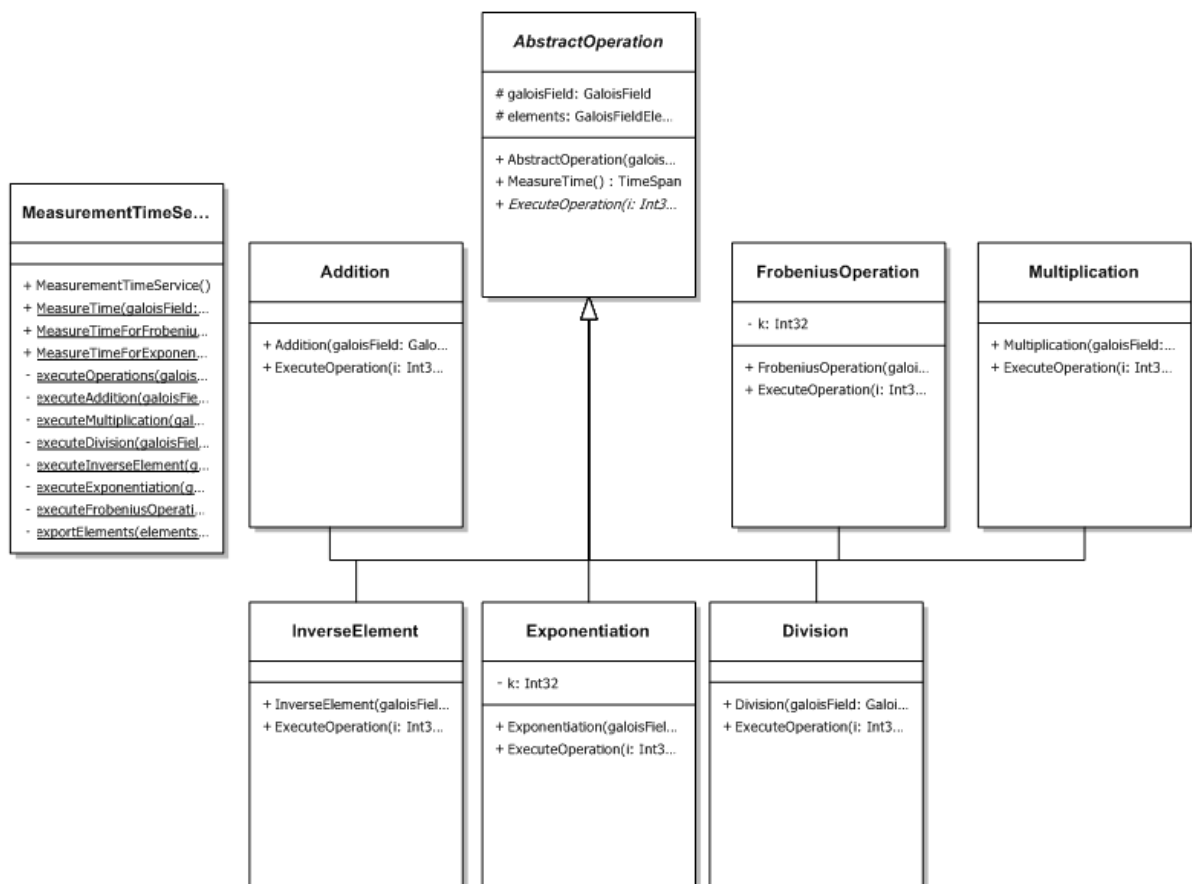 AbstractOperation
# galoisField: GaloisField
# elements: GaloisFieldEle...
+ AbstractOperation(galois...
+ MeasureTime() : TimeSpan
+ ExecuteOperation(i: Int3...
MeasurementTimeSe...
+ MeasurementTimeService()
+ MeasureTime(galoisField:...
+ MeasureTimeForFrobeniu...
+ MeasureTimeForExponen...
- executeOperations(galois...
- executeAddition(galoisFie...
- executeMultiplication(gal...
- executeDivision(galoisFiel...
- executeInverseElement(g...
- executeExponentiation(g...
- executeFrobeniusOperati...
- exportElements(elements...
Addition
+ Addition(galoisField: Galo...
+ ExecuteOperation(i: Int3...
FrobeniusOperation
- k: Int32
+ FrobeniusOperation(galoi...
+ ExecuteOperation(i: Int3...
Multiplication
+ Multiplication(galoisField:...
+ ExecuteOperation(i: Int3...
InverseElement
+ InverseElement(galoisFiel...
+ ExecuteOperation(i: Int3...
Exponentiation
- k: Int32
+ Exponentiation(galoisFiel...
+ ExecuteOperation(i: Int3...
Division
+ Division(galoisField: Galoi...
+ ExecuteOperation(i: Int3...